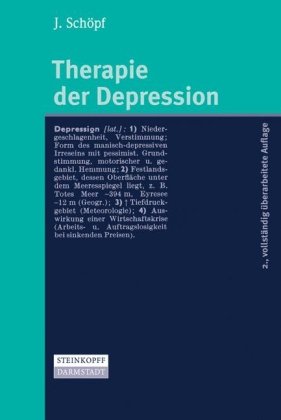 J. Schöpf
Therapie
der Depression
Depression [lat.]: 1) Nieder-
geschlagenheit, Verstimmung;
Form des manisch-depressiven
Irreseins mit pessimist. Grund-
stimmung, motorischer u. ge-
dankl. Hemmung; 2) Festlands-
gebiet, dessen Oberfläche unter
dem Meeresspiegel liegt, z. B.
Totes Meer -394 m, Eyresee
-12 m (Geogr.); 3) ↑ Tiefdruck-
gebiet (Meteorologie); 4) Aus-
wirkung einer Wirtschaftskrise
(Arbeits- u. Auftragslosigkeit
bei sinkenden Preisen).
2., vollständig überarbeitete Auflage
STEINKOPFF
DARMSTADT